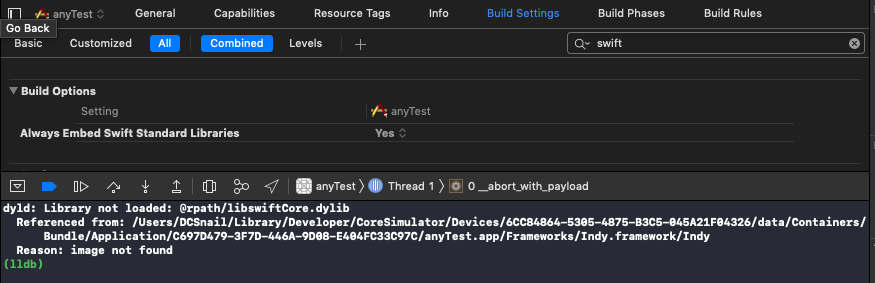 anyTest General Capabilities Resource Tags Info Build Settings Build Phases Build Rules
Go Back
Basic Customized All Combined Levels + swift
Build Options
Setting anyTest
Always Embed Swift Standard Libraries Yes
anyTest Thread 1 0 __abort_with_payload
dyld: Library not loaded: @rpath/libswiftCore.dylib
Referenced from: /Users/DCSnail/Library/Developer/CoreSimulator/Devices/6CC84864-5305-4875-B3C5-045A21F04326/data/Containers/
Bundle/Application/C697D479-3F7D-446A-9D08-E404FC33C97C/anyTest.app/Frameworks/Indy.framework/Indy
Reason: image not found
(lldb)